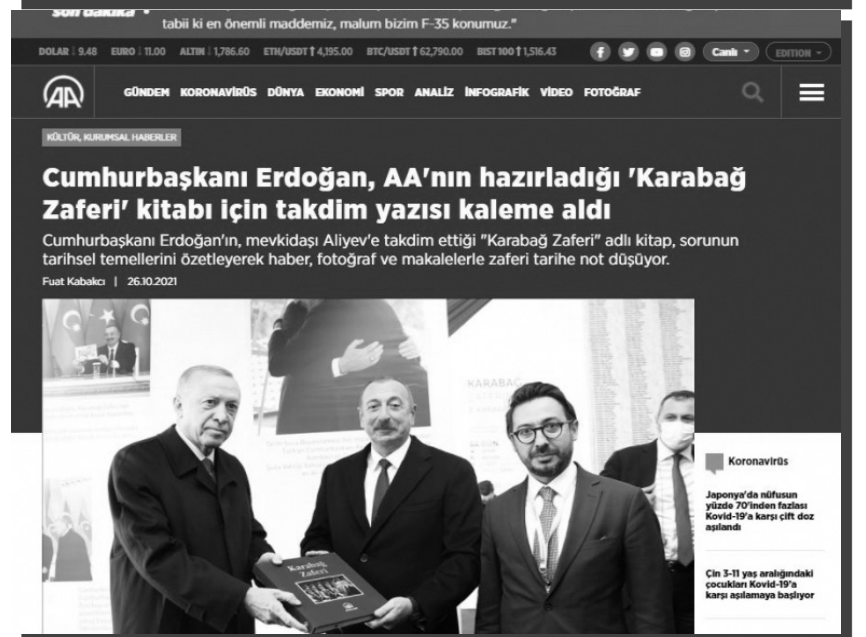 son dakika
tabii ki en önemli maddemiz, malum bizim F-35 konumuz."
DOLAR 9.48 EURO 11.00 ALTIN 1,786.60 ETH/USDT 4,195.00 BTC/USDT 62,790.00 BIST 100 1,516.43 Canlı EDITION
AA GÜNDEM KORONAVİRÜS DÜNYA EKONOMİ SPOR ANALİZ İNFOGRAFİK VİDEO FOTOĞRAF
KÜLTÜR, KURUMSAL HABERLER
Cumhurbaşkanı Erdoğan, AA'nın hazırladığı 'Karabağ
Zaferi' kitabı için takdim yazısı kaleme aldı
Cumhurbaşkanı Erdoğan'ın, mevkidaşı Aliyev'e takdim ettiği "Karabağ Zaferi" adlı kitap, sorunun
tarihsel temellerini özetleyerek haber, fotoğraf ve makalelerle zaferi tarihe not düşüyor.
Fuat Kabakcı | 26.10.2021
KARABAĞ
Karabağ
Zaferi
Koronavirüs
Japonya'da nüfusun
yüzde 70'inden fazlası
Kovid-19'a karşı çift doz
aşılandı
Çin 3-11 yaş aralığındaki
çocukları Kovid-19'a
karşı aşılamaya başlıyor